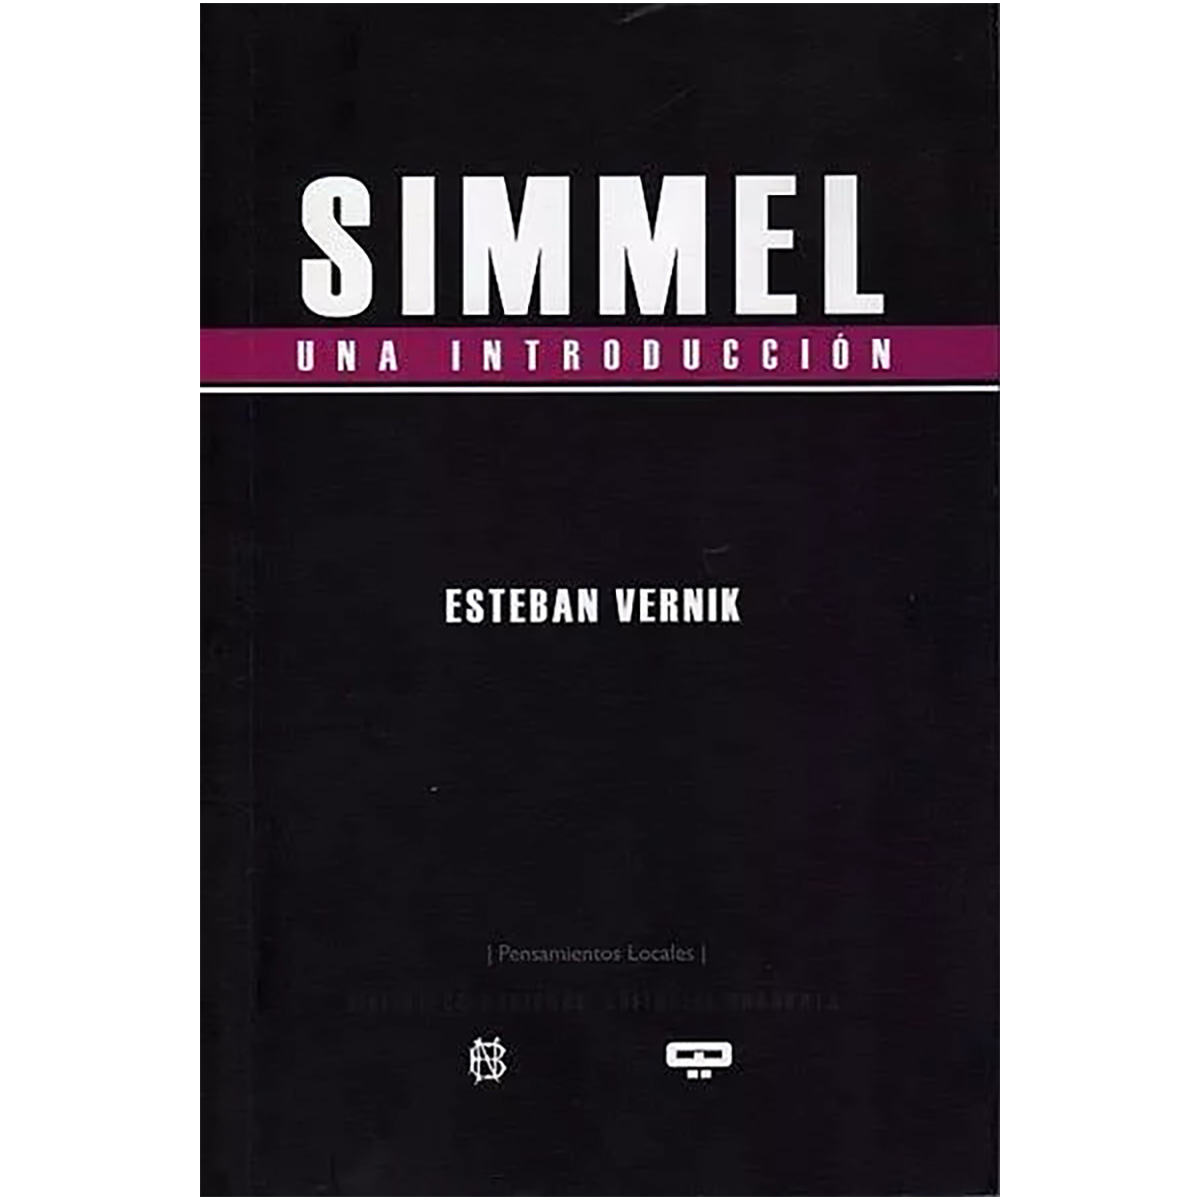 SIMMEL
UNA INTRODUCCIÓN
ESTEBAN VERNIK
| Pensamientos Locales |